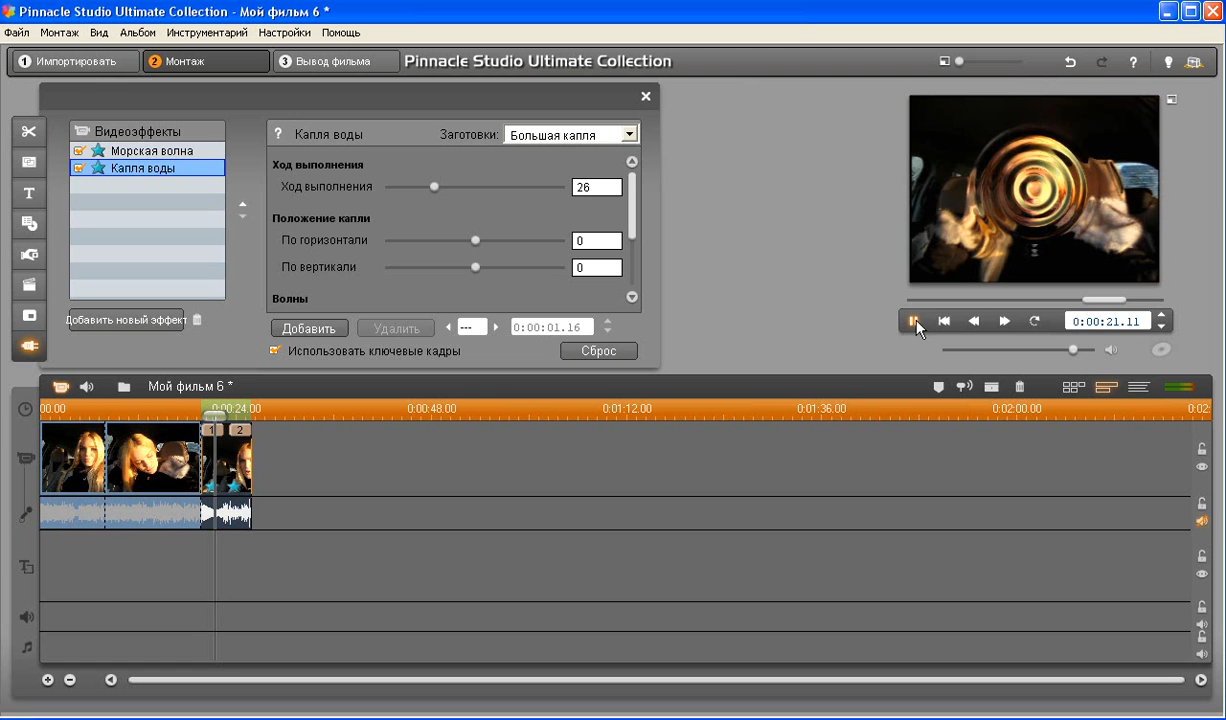 Pinnacle Studio Ultimate Collection - Мой фильм 6 *
Файл Монтаж Вид Альбом Инструментарий Настройки Помощь
1 Импортировать 2 Монтаж 3 Вывод фильма Pinnacle Studio Ultimate Collection ?
Видеоэффекты
Морская волна
Капля воды
Добавить новый эффект
? Капля воды Заготовки: Большая капля
Ход выполнения
Ход выполнения 26
Положение капли
По горизонтали 0
По вертикали 0
Волны
Добавить Удалить --- 0:00:01.16
Использовать ключевые кадры Сброс
0:00:21.11
Мой фильм 6 *
00.00 0:00:24.00 0:00:48.00 0:01:12.00 0:01:36.00 0:02:00.00 0:02:
1 2
T